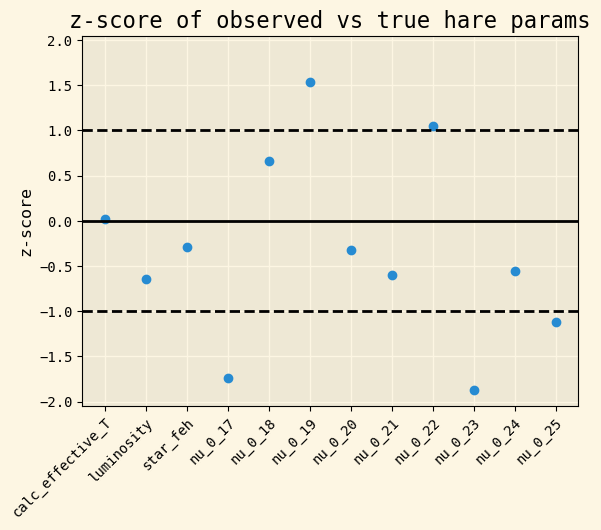 z-score of observed vs true hare params
2.0
1.5
1.0
0.5
0.0
−0.5
−1.0
−1.5
−2.0
z-score
calc_effective_T
luminosity
star_feh
nu_0_17
nu_0_18
nu_0_19
nu_0_20
nu_0_21
nu_0_22
nu_0_23
nu_0_24
nu_0_25